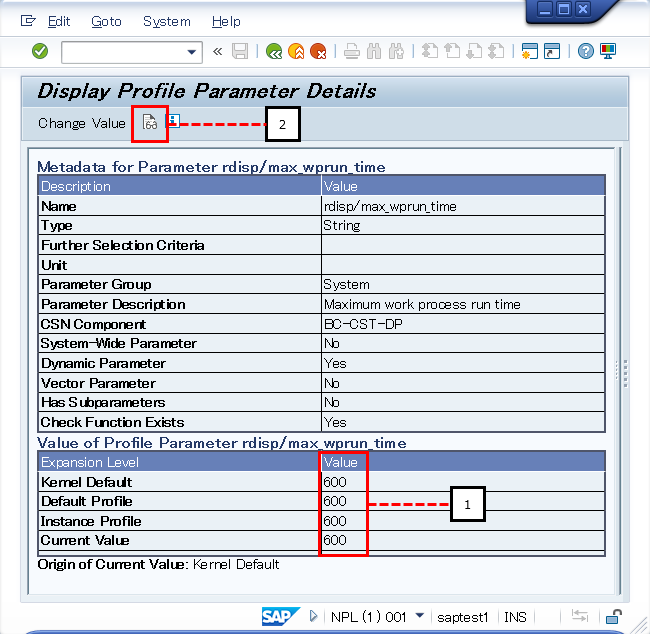 Edit Goto System Help
Display Profile Parameter Details
Change Value 2
Metadata for Parameter rdisp/max_wprun_time
Description Value
Name rdisp/max_wprun_time
Type String
Further Selection Criteria
Unit
Parameter Group System
Parameter Description Maximum work process run time
CSN Component BC-CST-DP
System-Wide Parameter No
Dynamic Parameter Yes
Vector Parameter No
Has Subparameters No
Check Function Exists Yes
Value of Profile Parameter rdisp/max_wprun_time
Expansion Level Value
Kernel Default 600
Default Profile 600
1
Instance Profile 600
Current Value 600
Origin of Current Value: Kernel Default
SAP NPL (1) 001 saptest1 INS